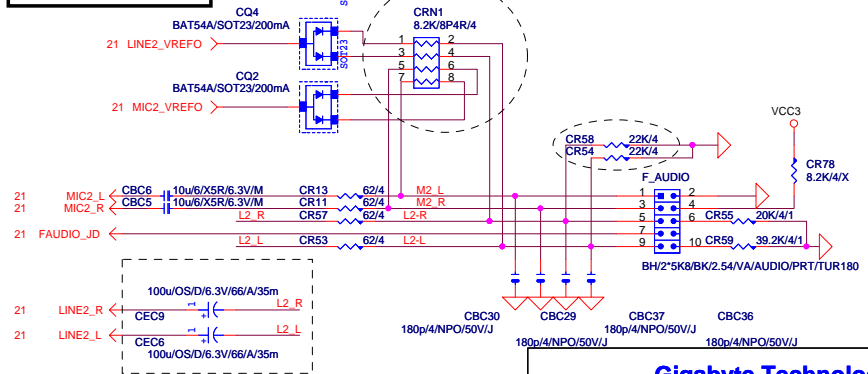 CQ4
BAT54A/SOT23/200mA
21 LINE2_VREFO
SOT23
CRN1
8.2K/8P4R/4
1 2
3 4
5 6
7 8
CQ2
BAT54A/SOT23/200mA
21 MIC2_VREFO
VCC3
CR58 22K/4
CR54 22K/4
CR78
8.2K/4/X
F_AUDIO
21 MIC2_L CBC6 10u/6/X5R/6.3V/M CR13 62/4 M2_L 1 2
21 MIC2_R CBC5 10u/6/X5R/6.3V/M CR11 62/4 M2_R 3 4
L2_R CR57 62/4 L2-R 5 6 CR55 20K/4/1
21 FAUDIO_JD 7
L2_L CR53 62/4 L2-L 9 10 CR59 39.2K/4/1
BH/2*5K8/BK/2.54/VA/AUDIO/PRT/TUR180
100u/OS/D/6.3V/66/A/35m
21 LINE2_R CEC9 1 + L2_R
21 LINE2_L CEC6 1 + L2_L
100u/OS/D/6.3V/66/A/35m
CBC30 CBC29 CBC37 CBC36
180p/4/NPO/50V/J 180p/4/NPO/50V/J
180p/4/NPO/50V/J 180p/4/NPO/50V/J